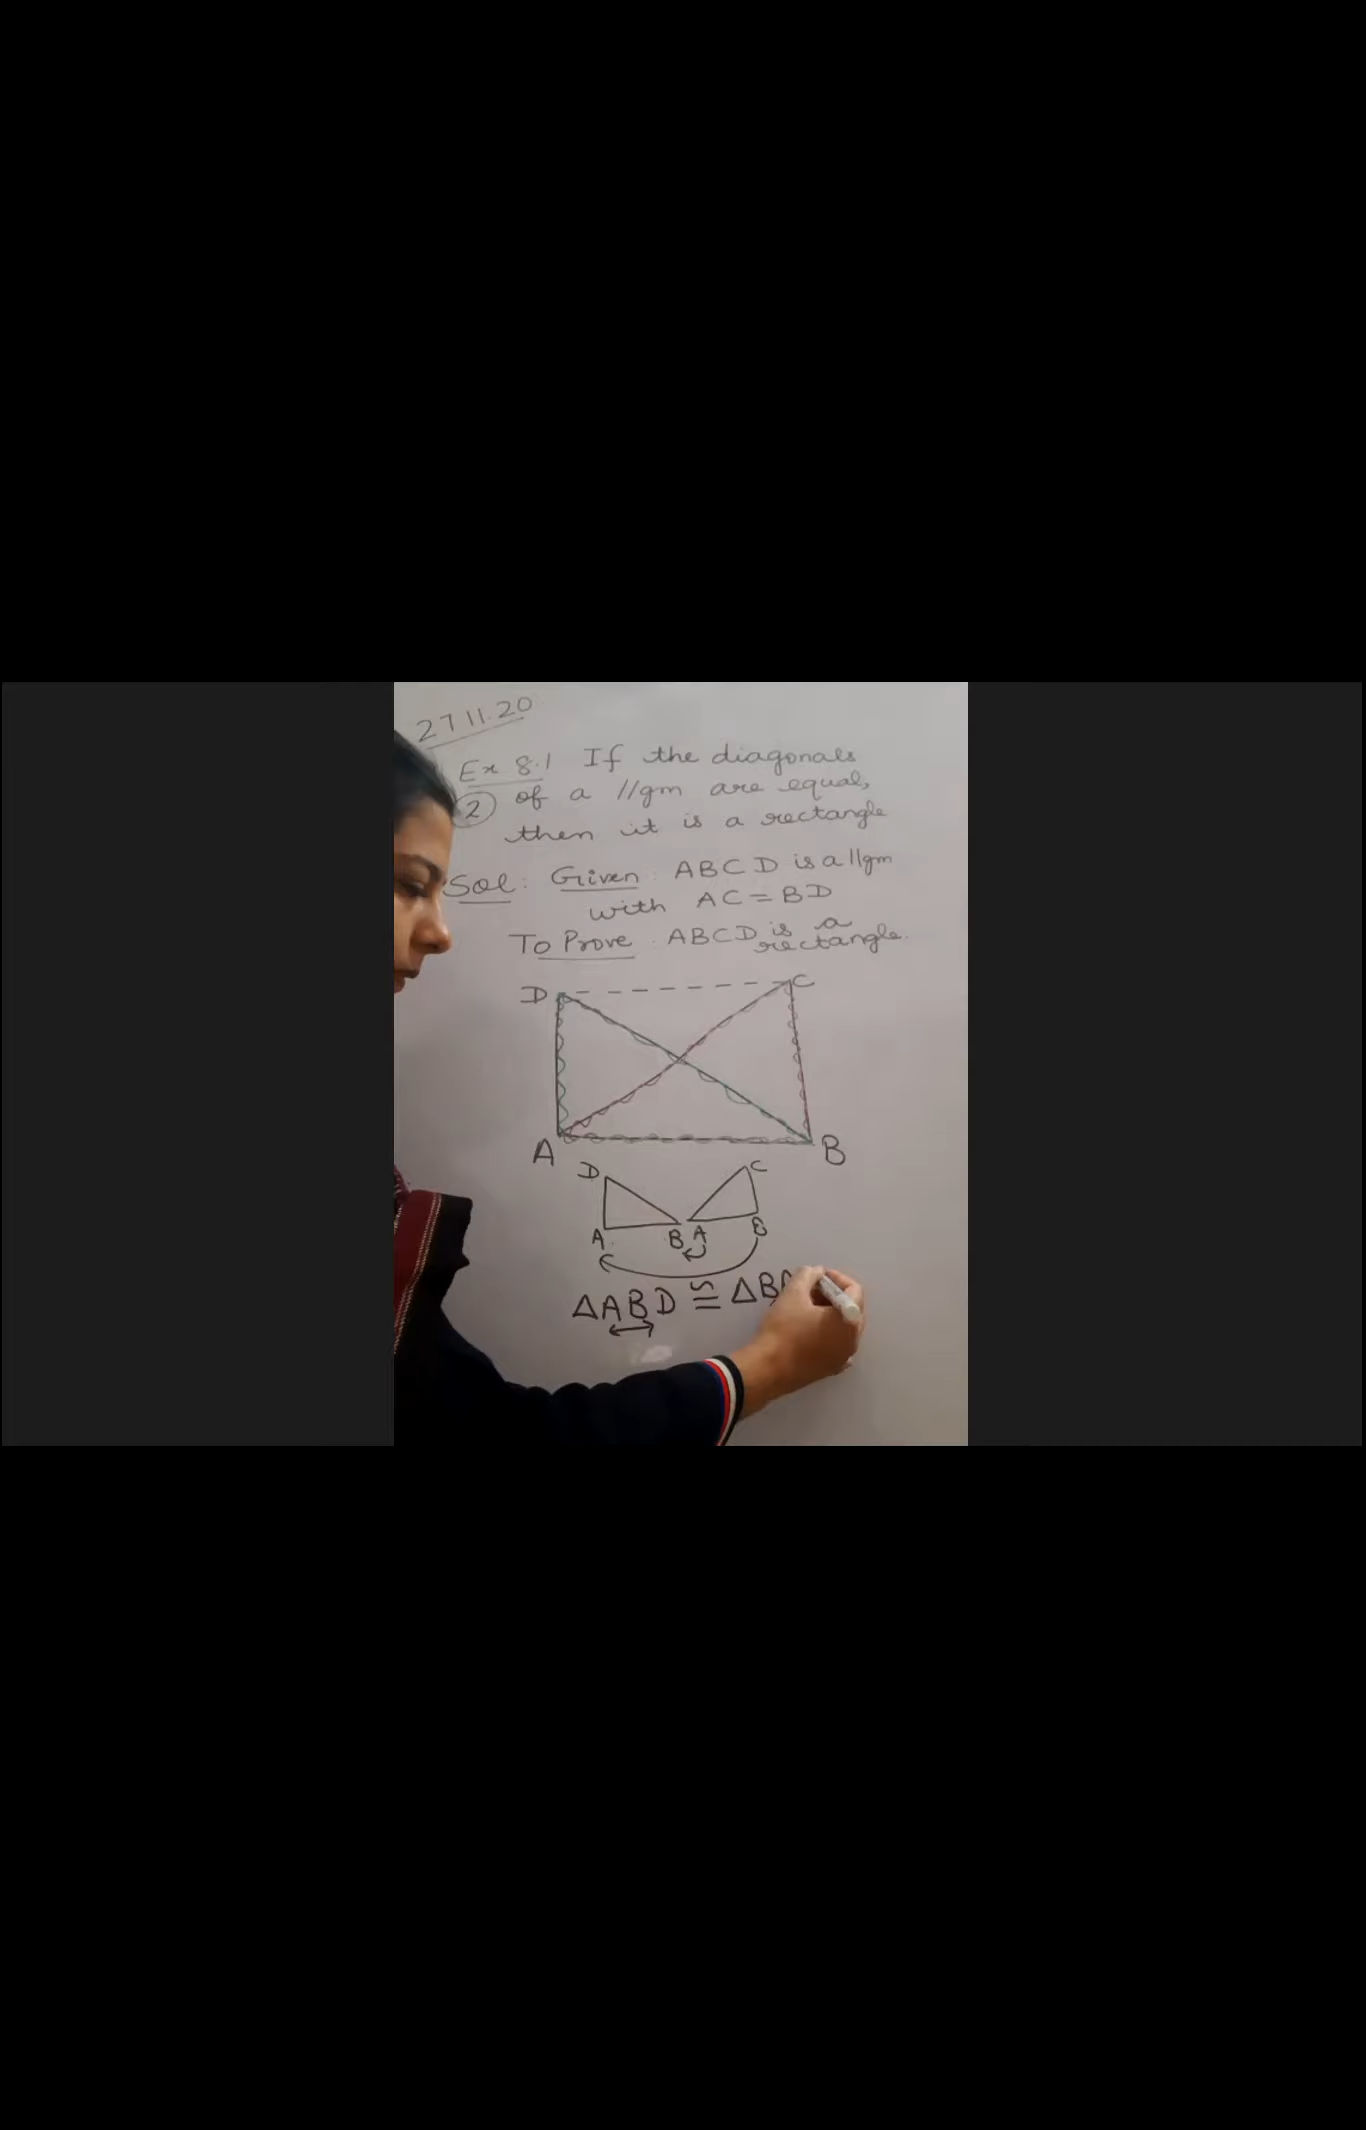 27 11.20
Ex 8.1 If the diagonals
2 of a //gm are equal,
then it is a rectangle
Sol: Given: ABCD is a ||gm
with AC = BD
To Prove: ABCD is a
rectangle.
D C
A B
D C
A B A B
ΔABD ≅ ΔBA